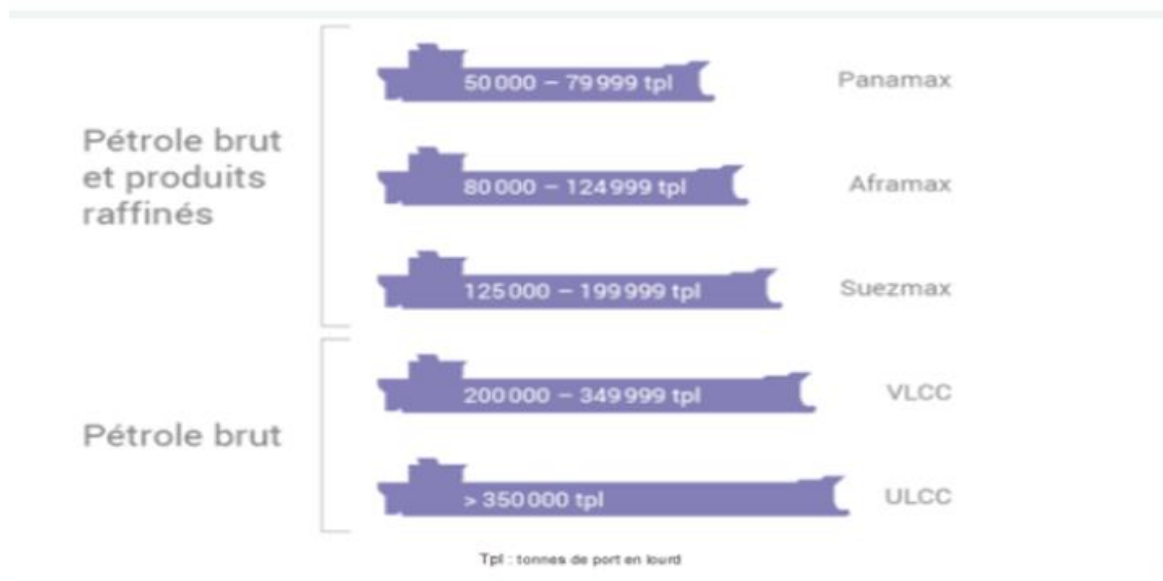 Pétrole brut
et produits
raffinés
50 000 – 79 999 tpl
Panamax
80 000 – 124 999 tpl
Aframax
125 000 – 199 999 tpl
Suezmax
Pétrole brut
200 000 – 349 999 tpl
VLCC
> 350 000 tpl
ULCC
Tpl : tonnes de port en lourd